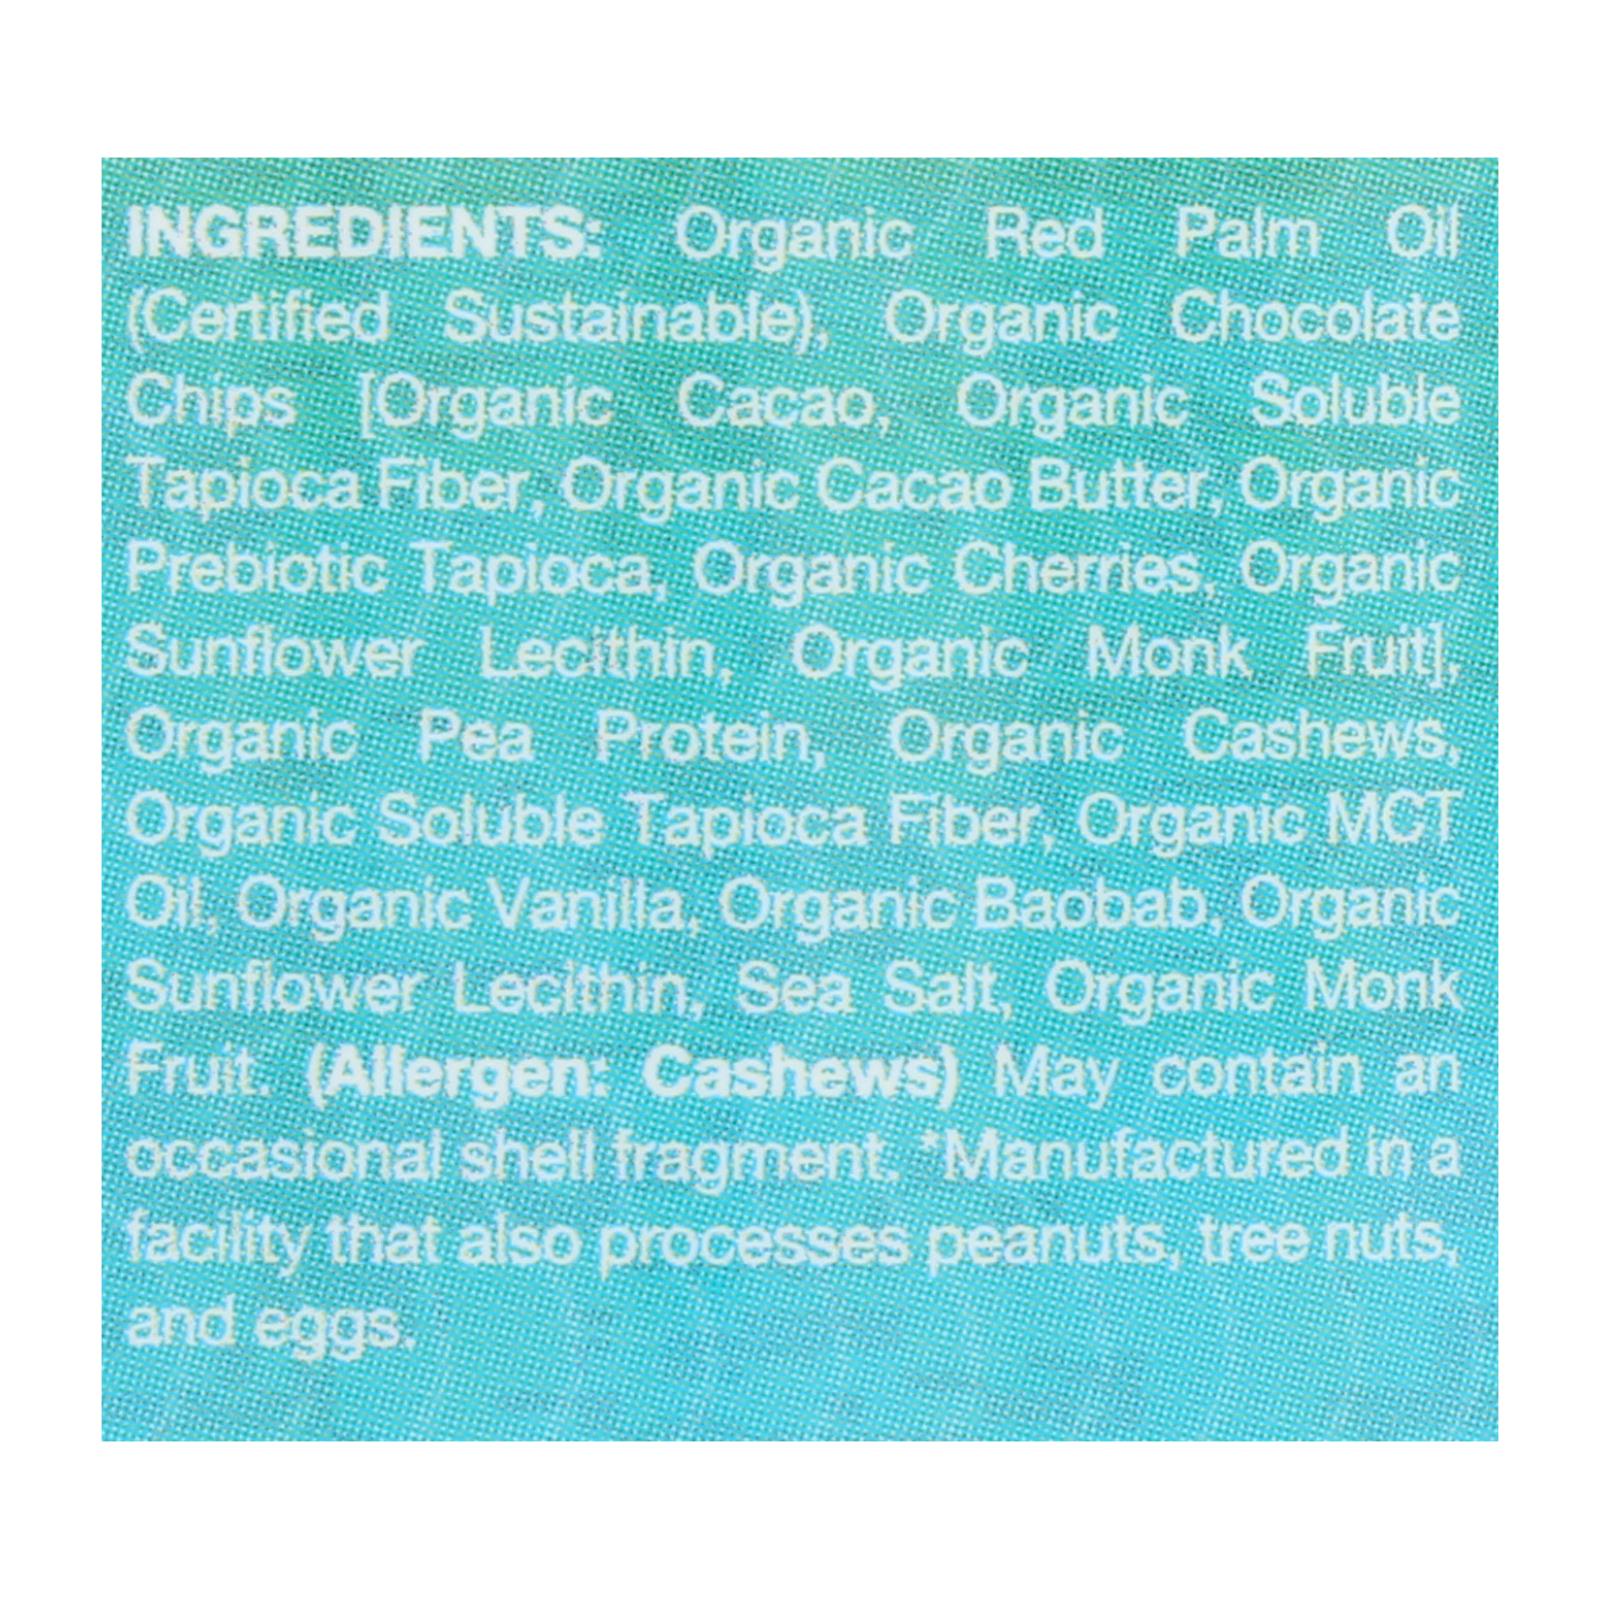 INGREDIENTS: Organic Red Palm Oil
(Certified Sustainable), Organic Chocolate
Chips [Organic Cacao, Organic Soluble
Tapioca Fiber, Organic Cacao Butter, Organic
Prebiotic Tapioca, Organic Cherries, Organic
Sunflower Lecithin, Organic Monk Fruit],
Organic Pea Protein, Organic Cashews,
Organic Soluble Tapioca Fiber, Organic MCT
Oil, Organic Vanilla, Organic Baobab, Organic
Sunflower Lecithin, Sea Salt, Organic Monk
Fruit. (Allergen: Cashews) May contain an
occasional shell fragment. *Manufactured in a
facility that also processes peanuts, tree nuts,
and eggs.